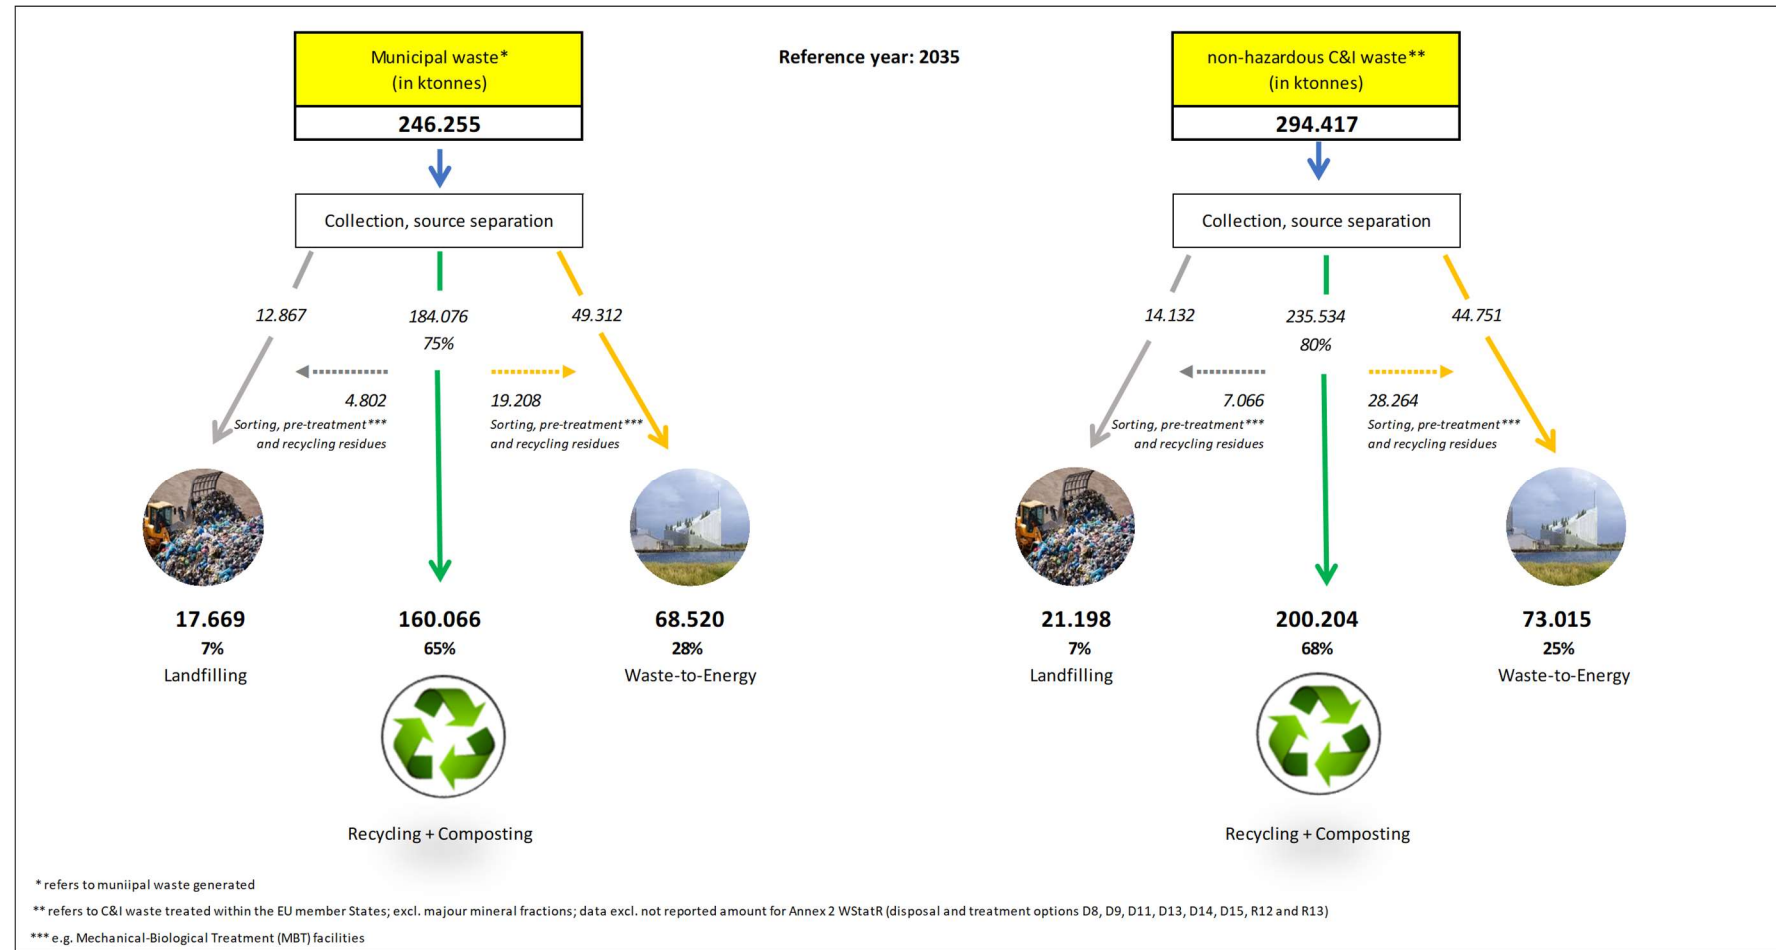 Municipal waste*
(in ktonnes)
246.255
Reference year: 2035
non-hazardous C&I waste**
(in ktonnes)
294.417
Collection, source separation
12.867
184.076
49.312
75%
4.802
19.208
Sorting, pre-treatment***
and recycling residues
Sorting, pre-treatment***
and recycling residues
17.669
160.066
68.520
7%
65%
28%
Landfilling
Waste-to-Energy
Recycling + Composting
Collection, source separation
14.132
235.534
44.751
80%
7.066
28.264
Sorting, pre-treatment***
and recycling residues
Sorting, pre-treatment***
and recycling residues
21.198
200.204
73.015
7%
68%
25%
Landfilling
Waste-to-Energy
Recycling + Composting
* refers to muniipal waste generated
** refers to C&I waste treated within the EU member States; excl. majour mineral fractions; data excl. not reported amount for Annex 2 WStatR (disposal and treatment options D8, D9, D11, D13, D14, D15, R12 and R13)
*** e.g. Mechanical-Biological Treatment (MBT) facilities